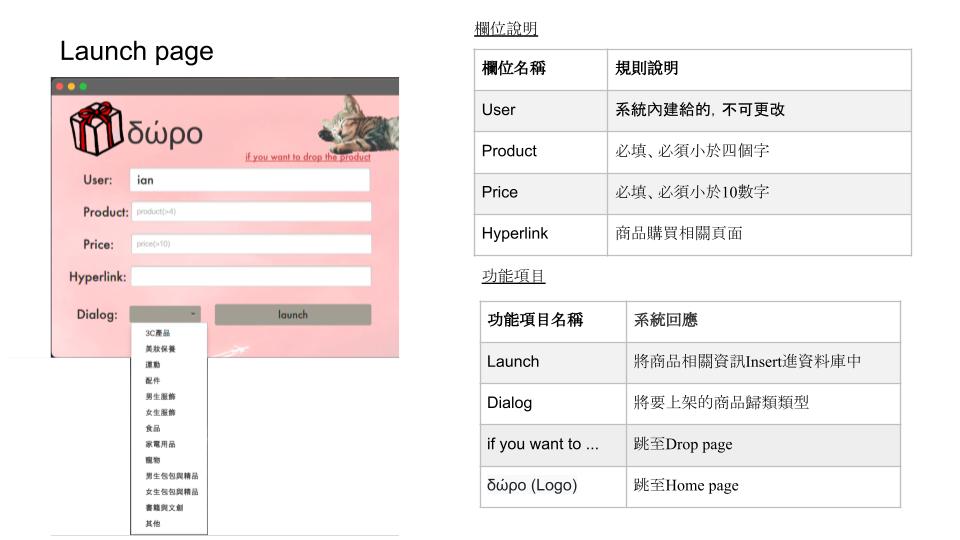 Launch page
δώρο
if you want to drop the product
User: ian
Product: product(>4)
Price: price(>10)
Hyperlink:
Dialog: launch
3C產品
美妝保養
運動
配件
男生服飾
女生服飾
食品
家電用品
寵物
男生包包與精品
女生包包與精品
書籍與文創
其他
欄位說明
欄位名稱 規則說明
User 系統內建給的，不可更改
Product 必填、必須小於四個字
Price 必填、必須小於10數字
Hyperlink 商品購買相關頁面
功能項目
功能項目名稱 系統回應
Launch 將商品相關資訊Insert進資料庫中
Dialog 將要上架的商品歸類類型
if you want to ... 跳至Drop page
δώρο (Logo) 跳至Home page